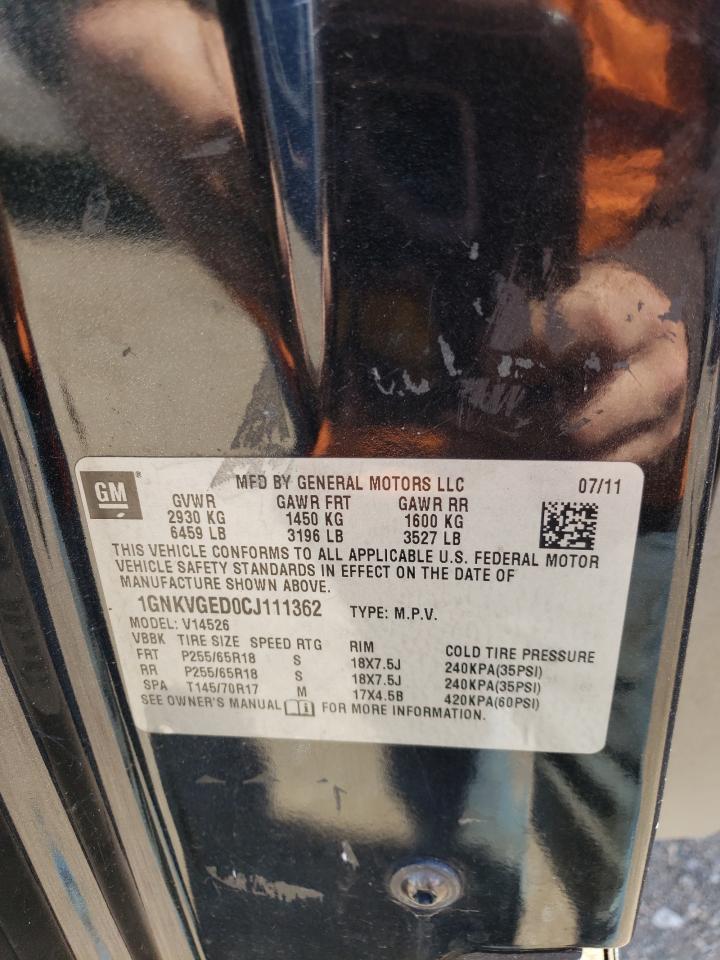 GM ®
MFD BY GENERAL MOTORS LLC 07/11
GVWR GAWR FRT GAWR RR
2930 KG 1450 KG 1600 KG
6459 LB 3196 LB 3527 LB
THIS VEHICLE CONFORMS TO ALL APPLICABLE U.S. FEDERAL MOTOR
VEHICLE SAFETY STANDARDS IN EFFECT ON THE DATE OF
MANUFACTURE SHOWN ABOVE.
1GNKVGED0CJ111362 TYPE: M.P.V.
MODEL: V14526
VBBK TIRE SIZE SPEED RTG RIM COLD TIRE PRESSURE
FRT P255/65R18 S 18X7.5J 240KPA(35PSI)
RR P255/65R18 S 18X7.5J 240KPA(35PSI)
SPA T145/70R17 M 17X4.5B 420KPA(60PSI)
SEE OWNER'S MANUAL i FOR MORE INFORMATION.